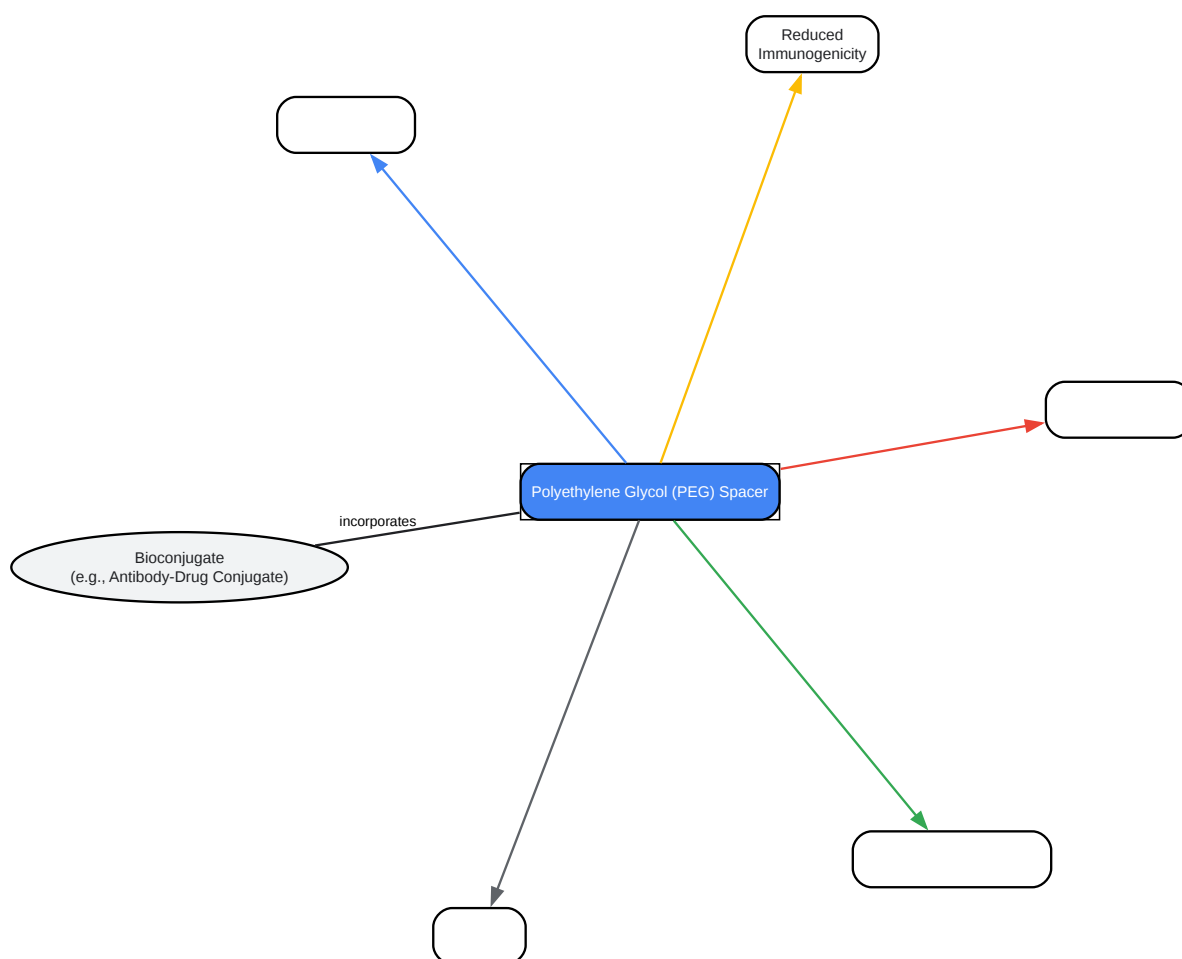 Reduced
Immunogenicity
Polyethylene Glycol (PEG) Spacer
incorporates
Bioconjugate
(e.g., Antibody-Drug Conjugate)